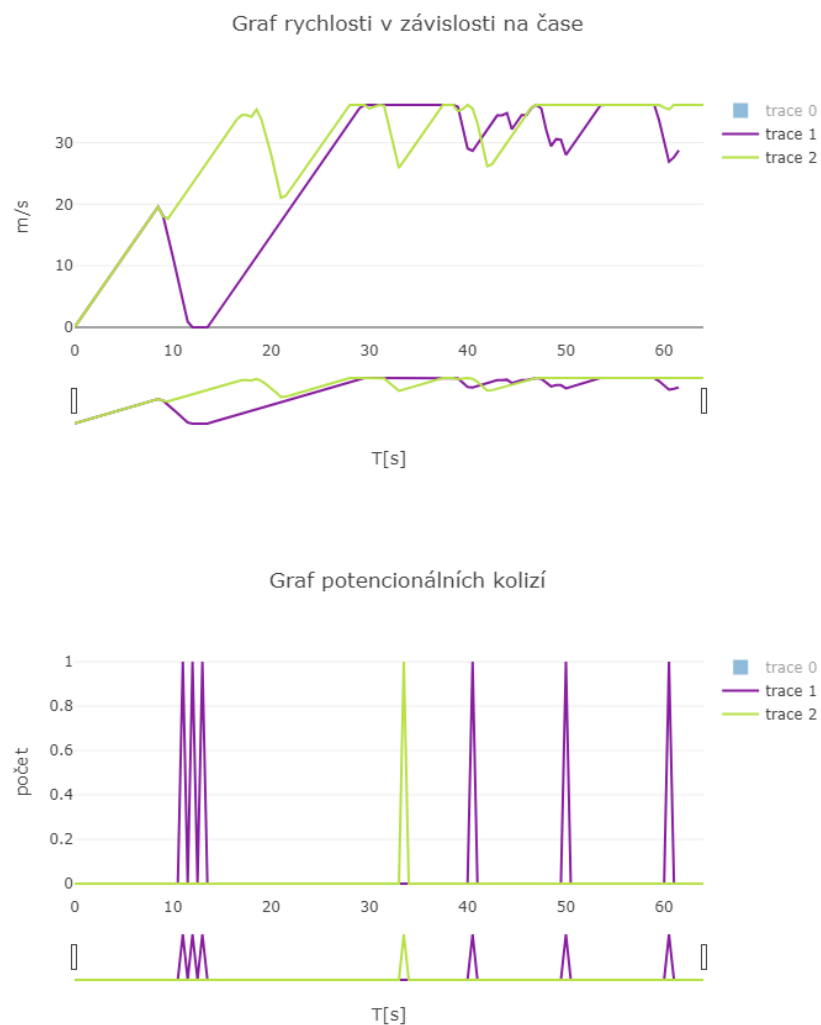 Graf rychlosti v závislosti na čase
trace 0
trace 1
trace 2
m/s
30
20
10
0
0 10 20 30 40 50 60
T[s]
Graf potencionálních kolizí
trace 0
trace 1
trace 2
počet
1
0.8
0.6
0.4
0.2
0
0 10 20 30 40 50 60
T[s]